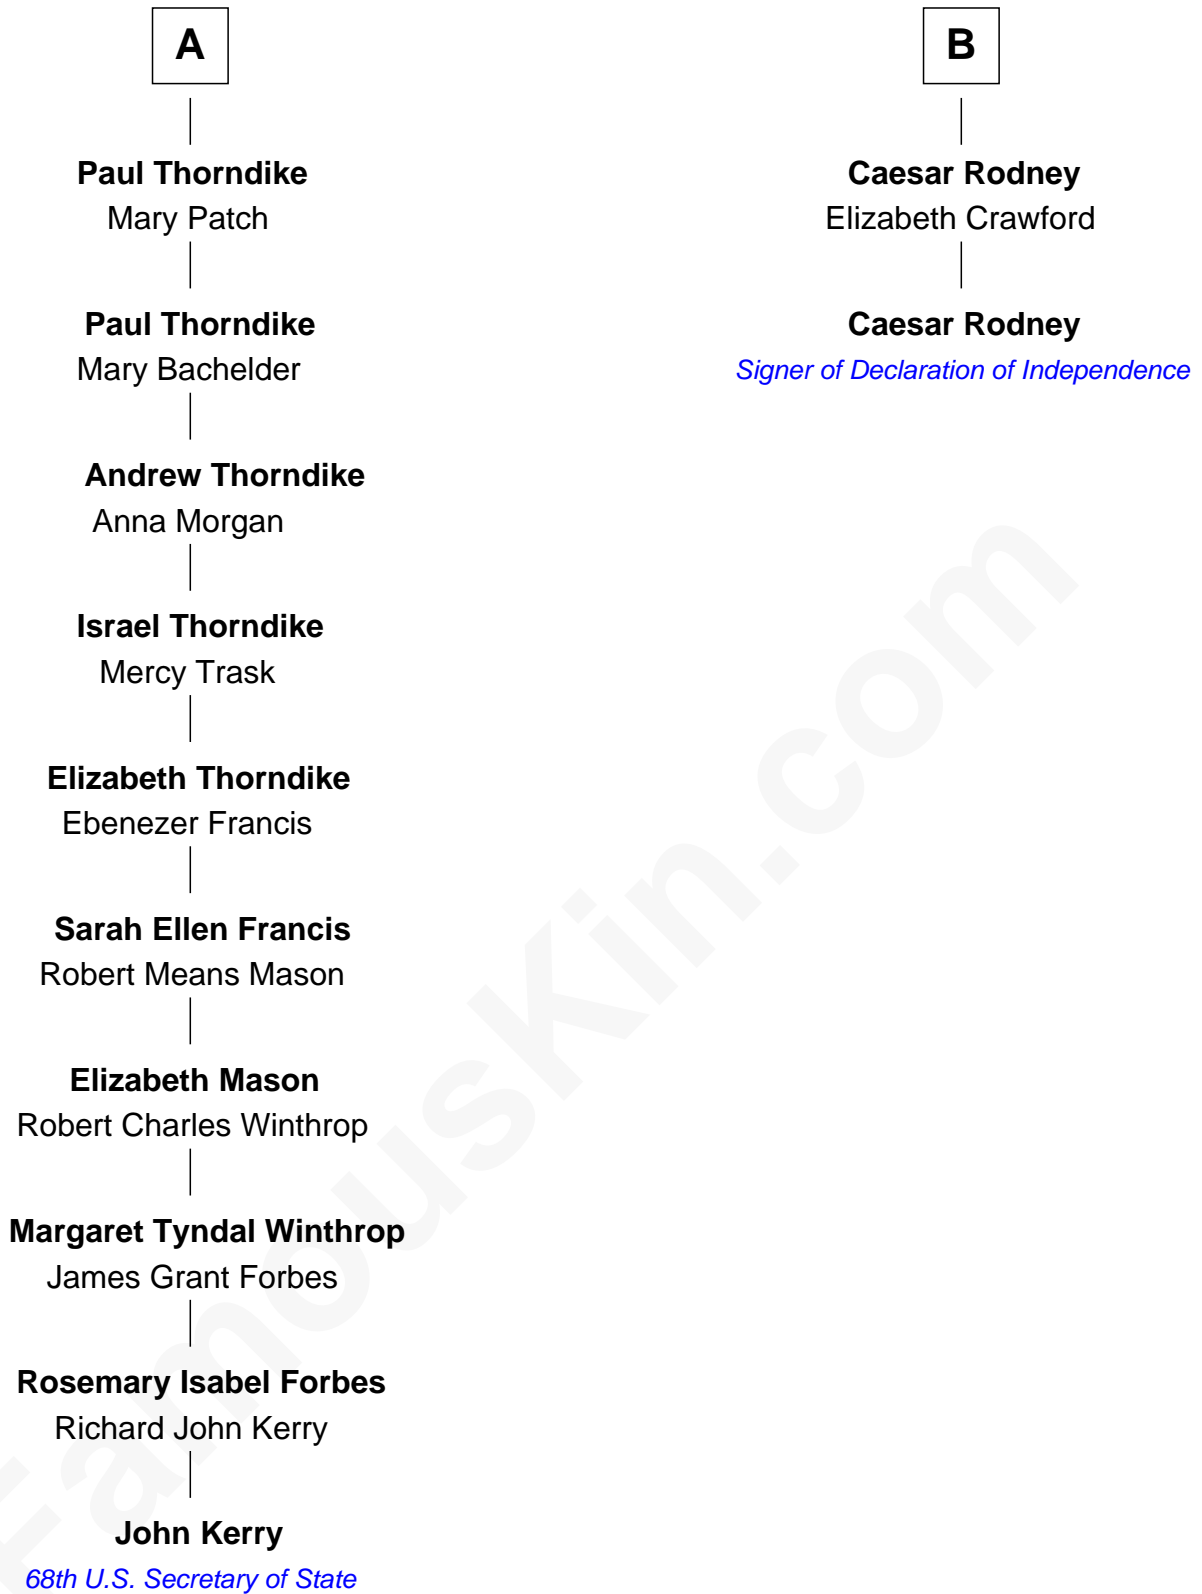 A
Paul Thorndike
Mary Patch
Paul Thorndike
Mary Bachelder
Andrew Thorndike
Anna Morgan
Israel Thorndike
Mercy Trask
Elizabeth Thorndike
Ebenezer Francis
Sarah Ellen Francis
Robert Means Mason
Elizabeth Mason
Robert Charles Winthrop
Margaret Tyndal Winthrop
James Grant Forbes
Rosemary Isabel Forbes
Richard John Kerry
John Kerry
68th U.S. Secretary of State
B
Caesar Rodney
Elizabeth Crawford
Caesar Rodney
Signer of Declaration of Independence
FamousKin.com